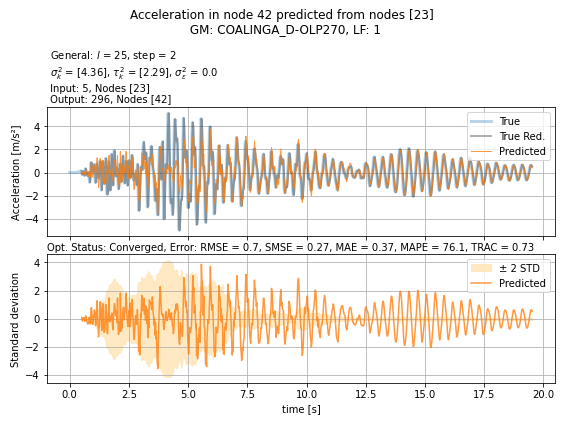 Acceleration in node 42 predicted from nodes [23]
GM: COALINGA_D-OLP270, LF: 1
General: l = 25, step = 2
σ²ₖ = [4.36], τ²ₖ = [2.29], σ²ε = 0.0
Input: 5, Nodes [23]
Output: 296, Nodes [42]
Acceleration [m/s²]
4
2
0
−2
−4
True
True Red.
Predicted
Opt. Status: Converged, Error: RMSE = 0.7, SMSE = 0.27, MAE = 0.37, MAPE = 76.1, TRAC = 0.73
Standard deviation
4
2
0
−2
−4
± 2 STD
Predicted
0.0 2.5 5.0 7.5 10.0 12.5 15.0 17.5 20.0
time [s]